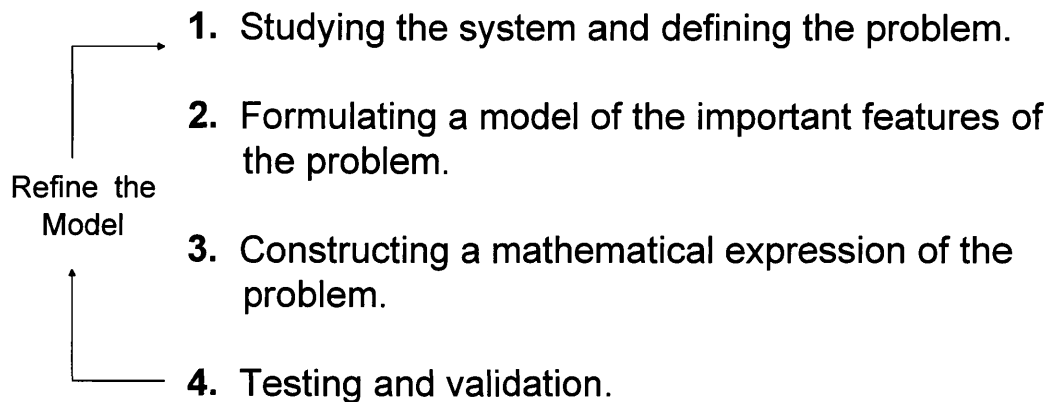 1. Studying the system and defining the problem.
2. Formulating a model of the important features of
the problem.
Refine the
Model
3. Constructing a mathematical expression of the
problem.
4. Testing and validation.